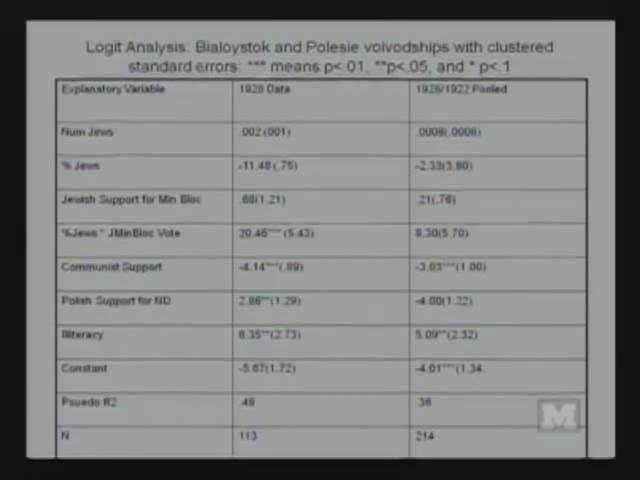 Logit Analysis: Bialoystok and Polesie voivodships with clustered
standard errors: *** means p<.01, **p<.05, and * p<.1
Explanatory Variable 1928 Data 1928/1922 Pooled
Num Jews .002(001) .0008(.0006)
% Jews -11.48(.75) -2.33(3.80)
Jewish Support for Min Bloc .68(1.21) .21(.76)
%Jews * JMinBloc Vote 20.46***(5.43) 8.30(5.70)
Communist Support -4.14***(.89) -3.03***(1.00)
Polish Support for ND 2.86**(1.29) -4.00(1.22)
Illiteracy 6.35**(2.73) 5.09**(2.32)
Constant -5.67(1.72) -4.01***(1.34
Psuedo R2 .49 .36
N 113 214
M